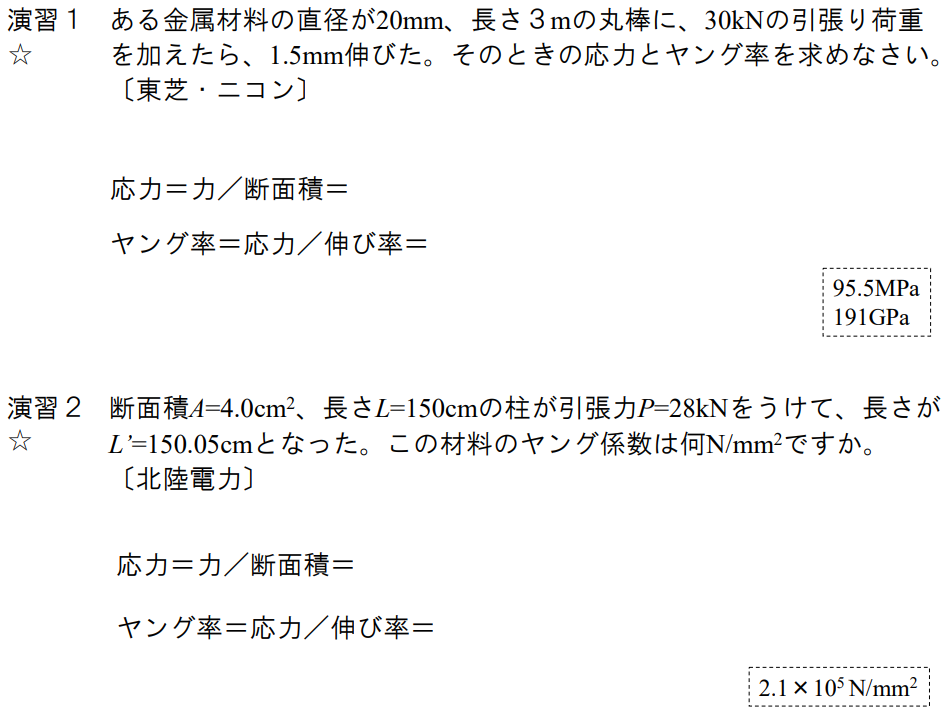 演習１ ある金属材料の直径が20mm、長さ３mの丸棒に、30kNの引張り荷重
☆ を加えたら、1.5mm伸びた。そのときの応力とヤング率を求めなさい。
〔東芝・ニコン〕
応力＝力／断面積＝
ヤング率＝応力／伸び率＝
95.5MPa
191GPa
演習２ 断面積A=4.0cm²、長さL=150cmの柱が引張力P=28kNをうけて、長さが
☆ L’=150.05cmとなった。この材料のヤング係数は何N/mm²ですか。
〔北陸電力〕
応力＝力／断面積＝
ヤング率＝応力／伸び率＝
2.1×10⁵ N/mm²